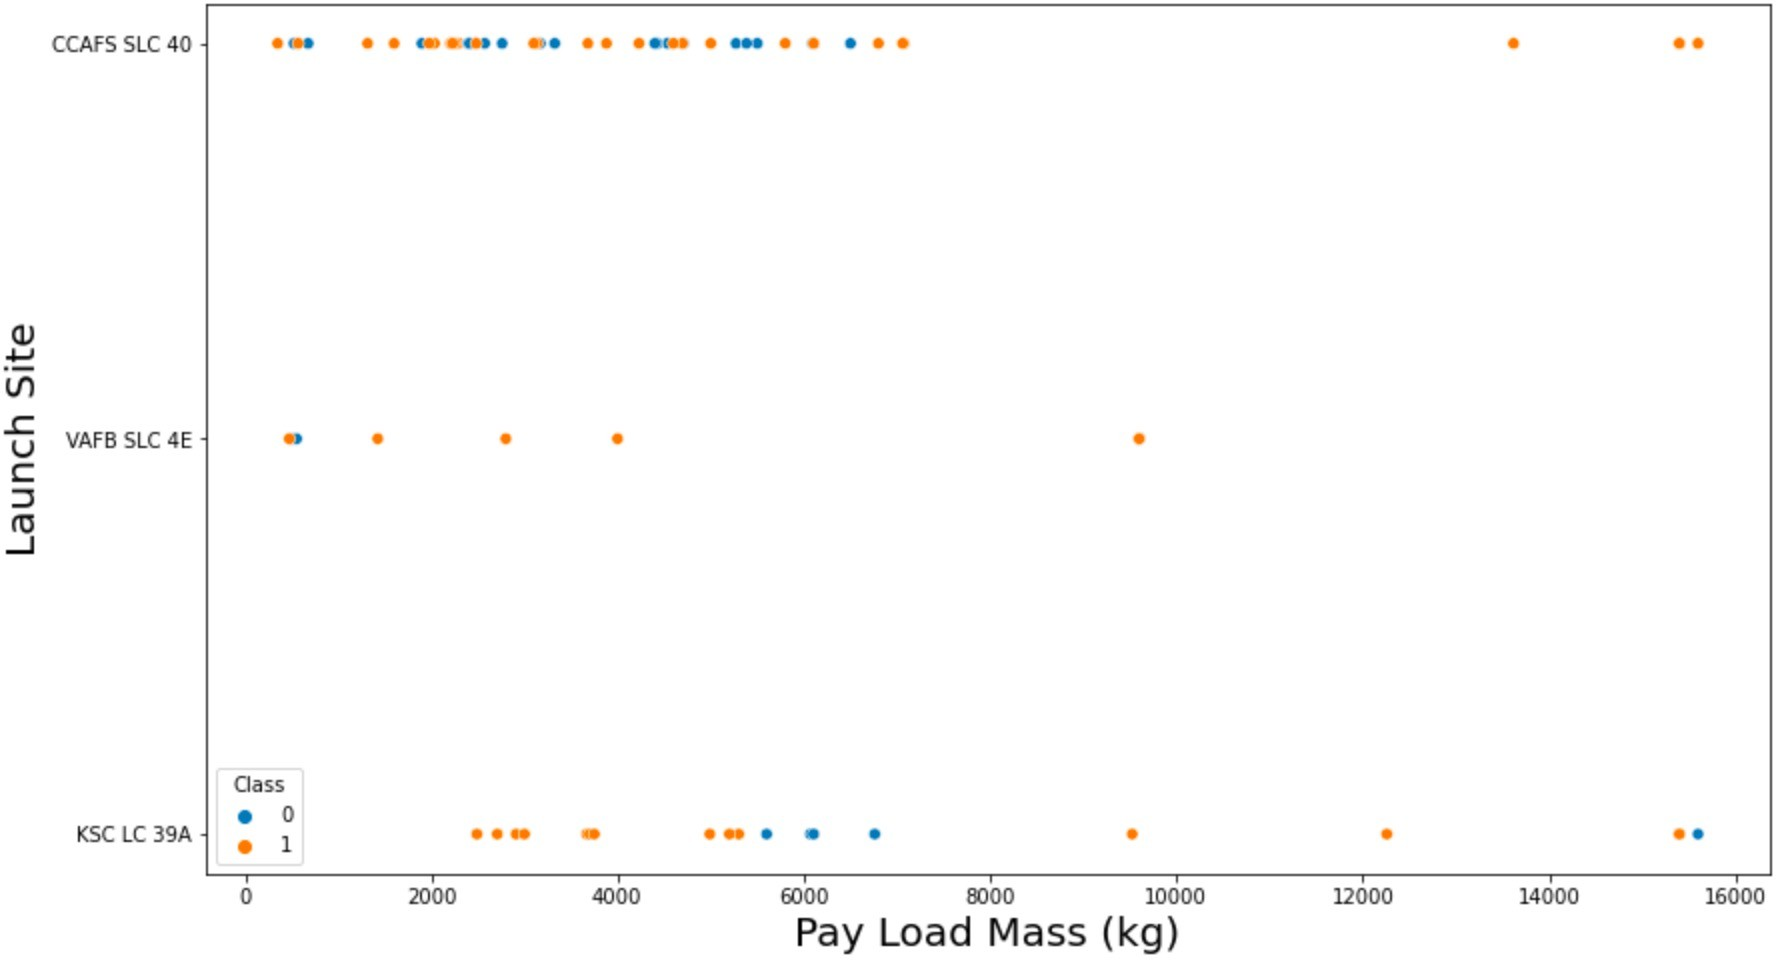 CCAFS SLC 40
VAFB SLC 4E
KSC LC 39A
Launch Site
Class
0
1
0 2000 4000 6000 8000 10000 12000 14000 16000
Pay Load Mass (kg)